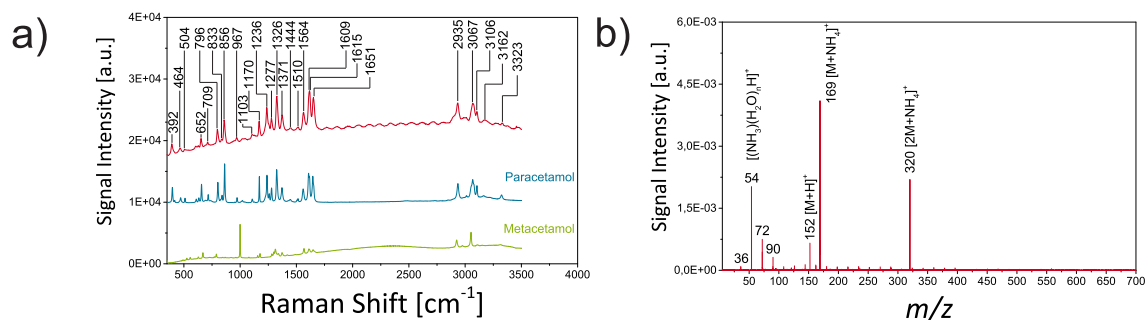 a)
Signal Intensity [a.u.]
4E+04
3E+04
2E+04
1E+04
0E+00
392
464
504
652
709
796
833
856
967
1103
1170
1236
1277
1326
1371
1444
1510
1564
1609
1615
1651
2935
3067
3106
3162
3323
Paracetamol
Metacetamol
500 1000 1500 2000 2500 3000 3500 4000
Raman Shift [cm⁻¹]
b)
Signal Intensity [a.u.]
6,0E-03
4,5E-03
3,0E-03
1,5E-03
0,0E+00
36
54
[(NH₃)(H₂O)ₙH]⁺
72
90
152 [M+H]⁺
169 [M+NH₄]⁺
320 [2M+NH₄]⁺
50 100 150 200 250 300 350 400 450 500 550 600 650 700
m/z